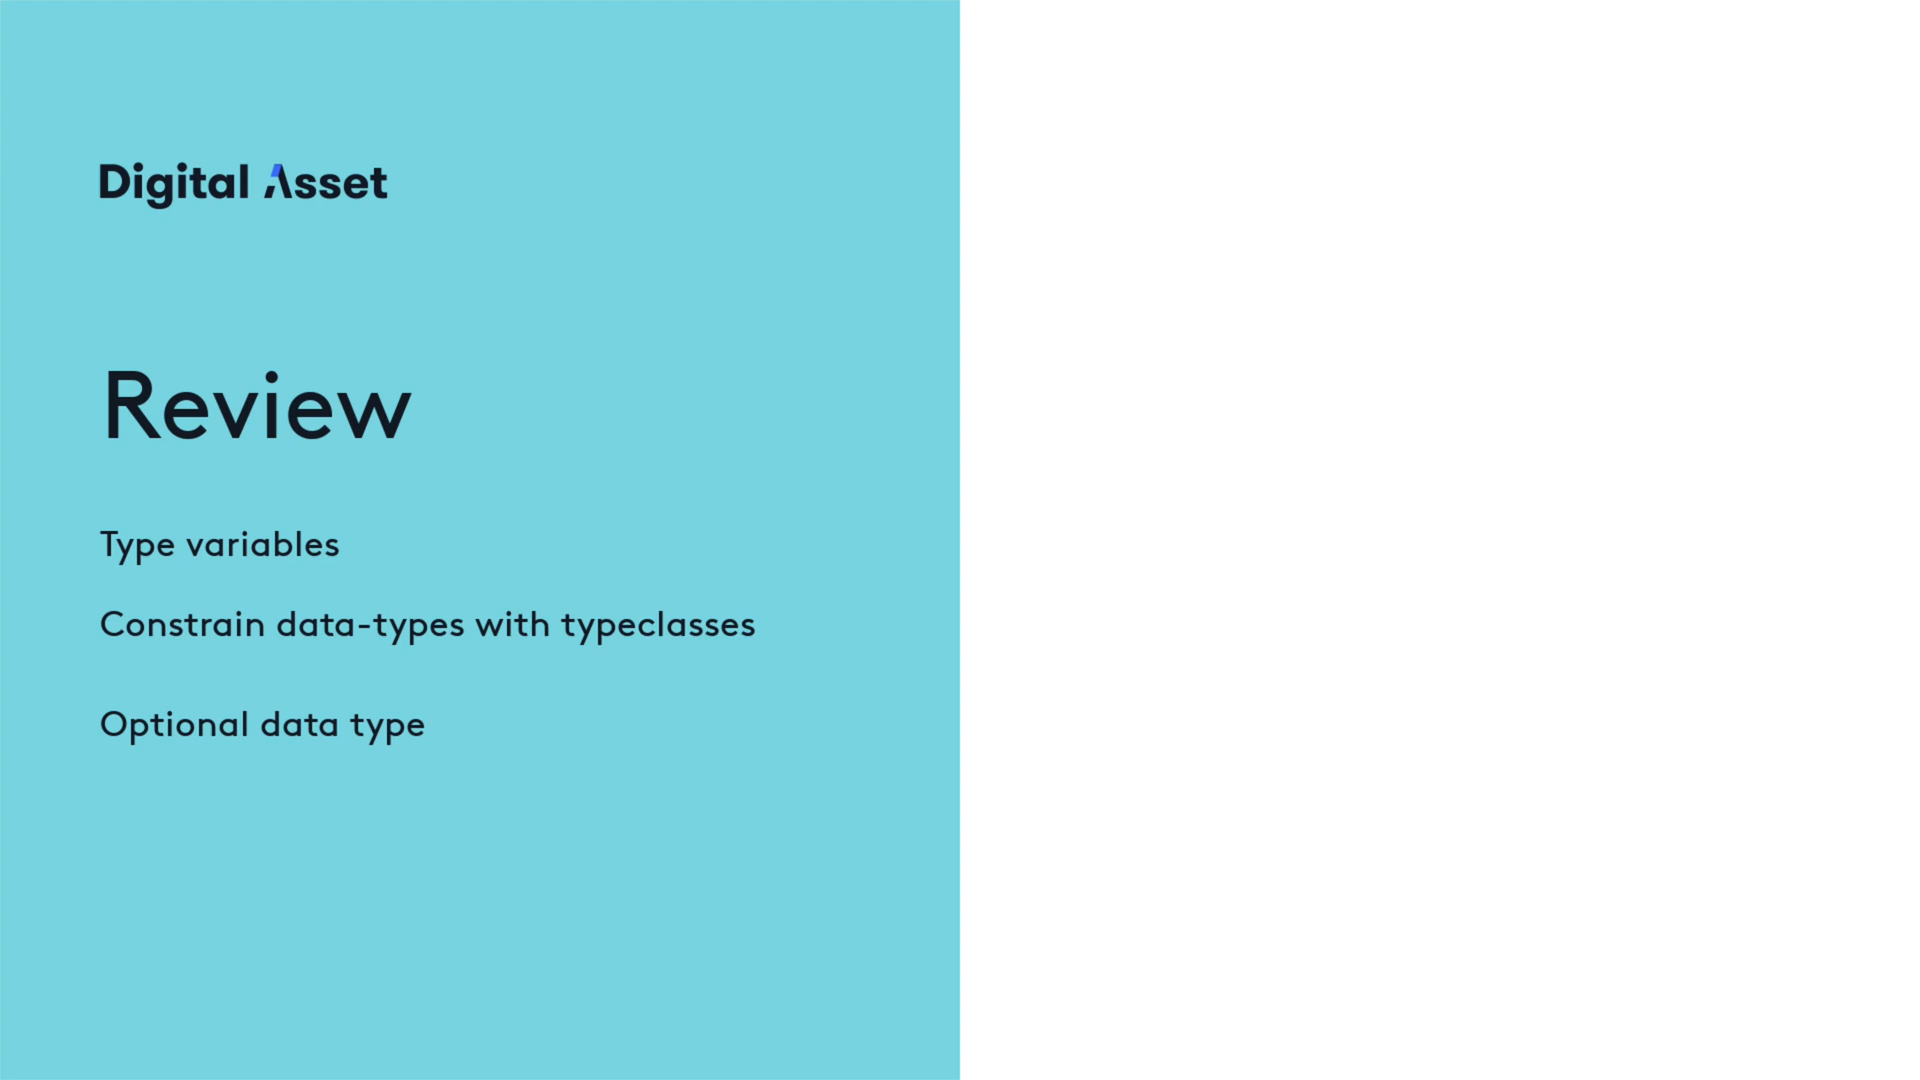 Digital Asset
Review
Type variables
Constrain data-types with typeclasses
Optional data type